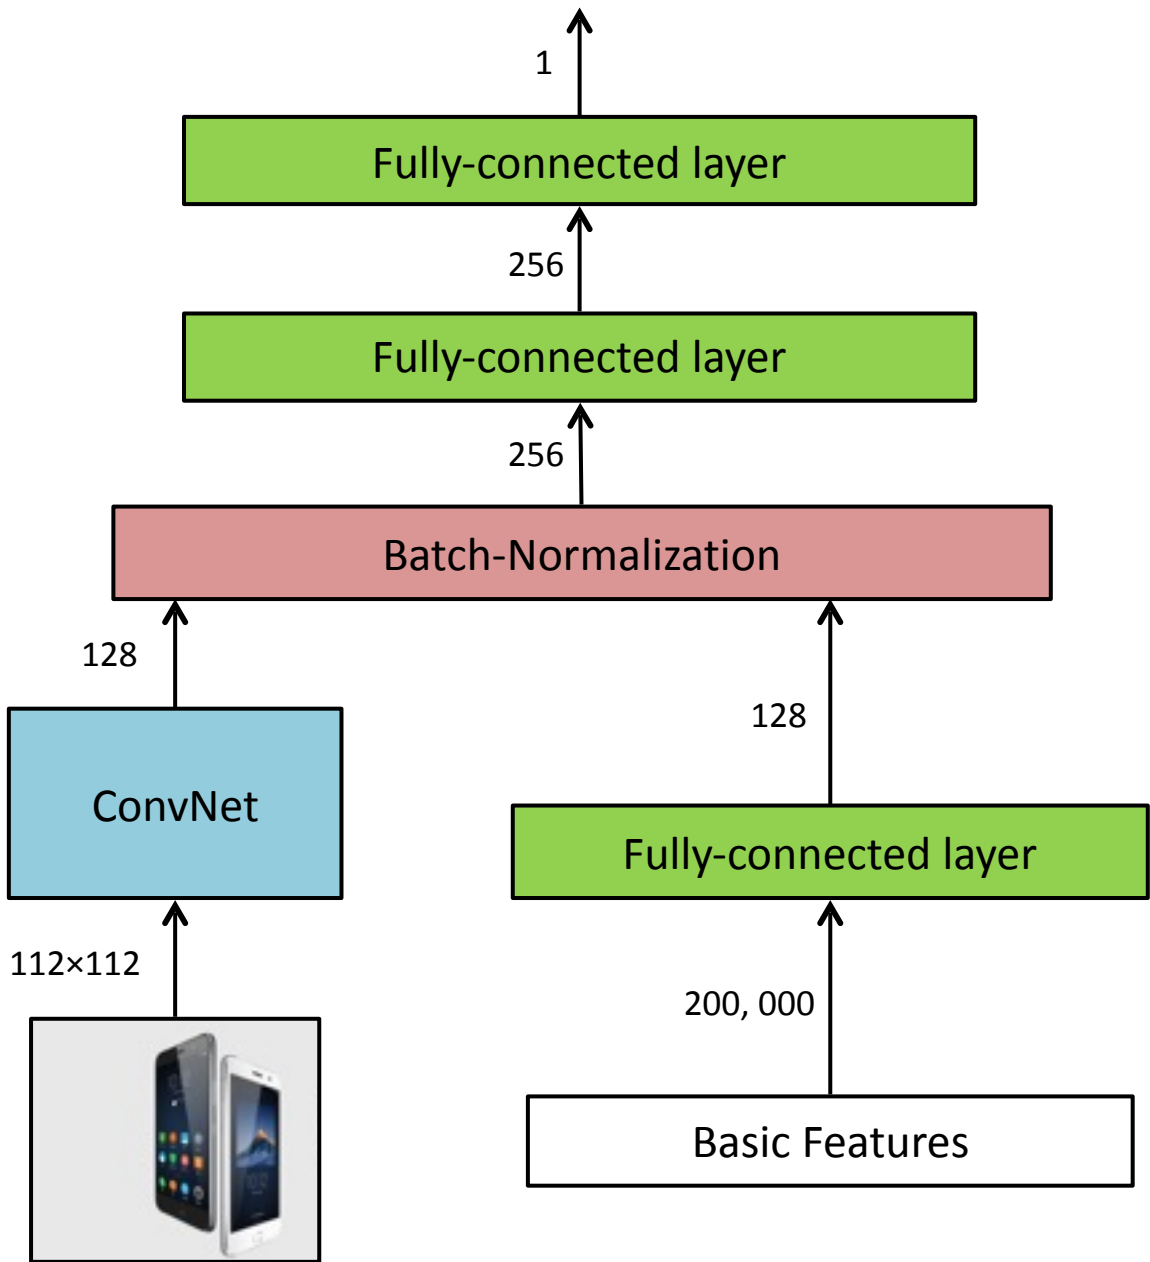 1
Fully-connected layer
256
Fully-connected layer
256
Batch-Normalization
128
128
ConvNet
Fully-connected layer
112×112
200, 000
Basic Features